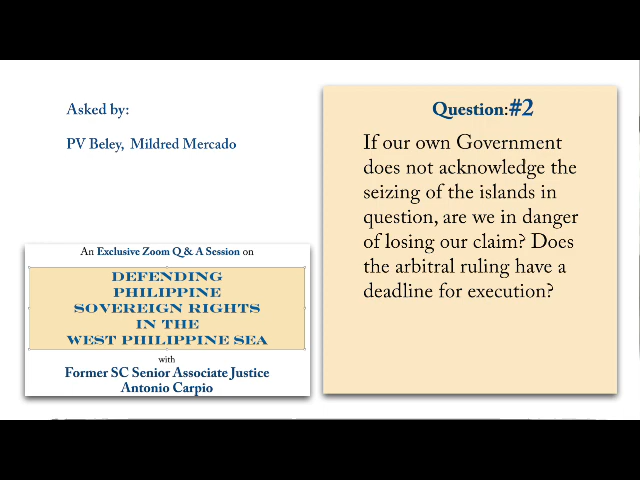 Asked by:
PV Beley, Mildred Mercado
An Exclusive Zoom Q & A Session on
DEFENDING
PHILIPPINE
SOVEREIGN RIGHTS
IN THE
WEST PHILIPPINE SEA
with
Former SC Senior Associate Justice
Antonio Carpio
Question:#2
If our own Government
does not acknowledge the
seizing of the islands in
question, are we in danger
of losing our claim? Does
the arbitral ruling have a
deadline for execution?